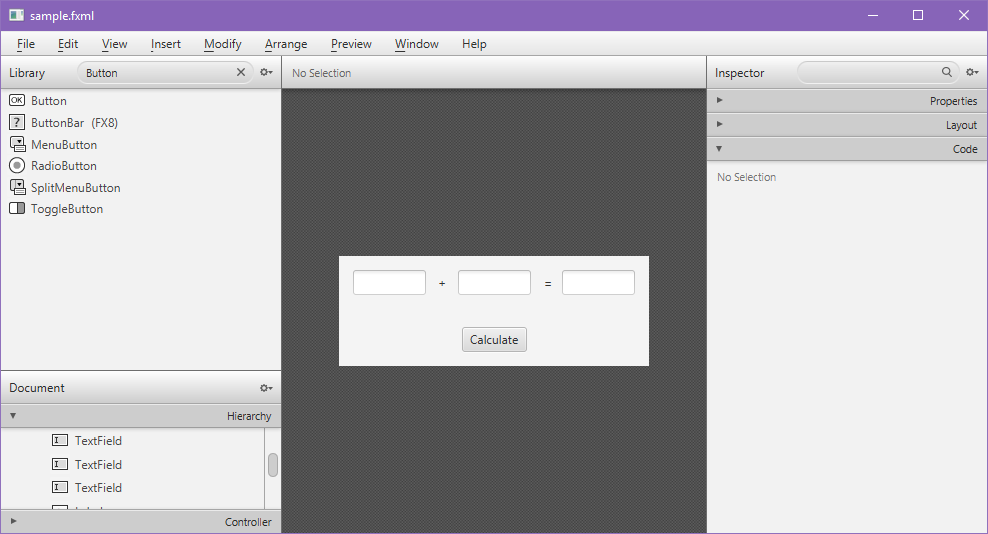 sample.fxml
File Edit View Insert Modify Arrange Preview Window Help
Library Button
OK Button
? ButtonBar (FX8)
MenuButton
RadioButton
SplitMenuButton
ToggleButton
Document
Hierarchy
TextField
TextField
TextField
Controller
No Selection
+ =
Calculate
Inspector
Properties
Layout
Code
No Selection